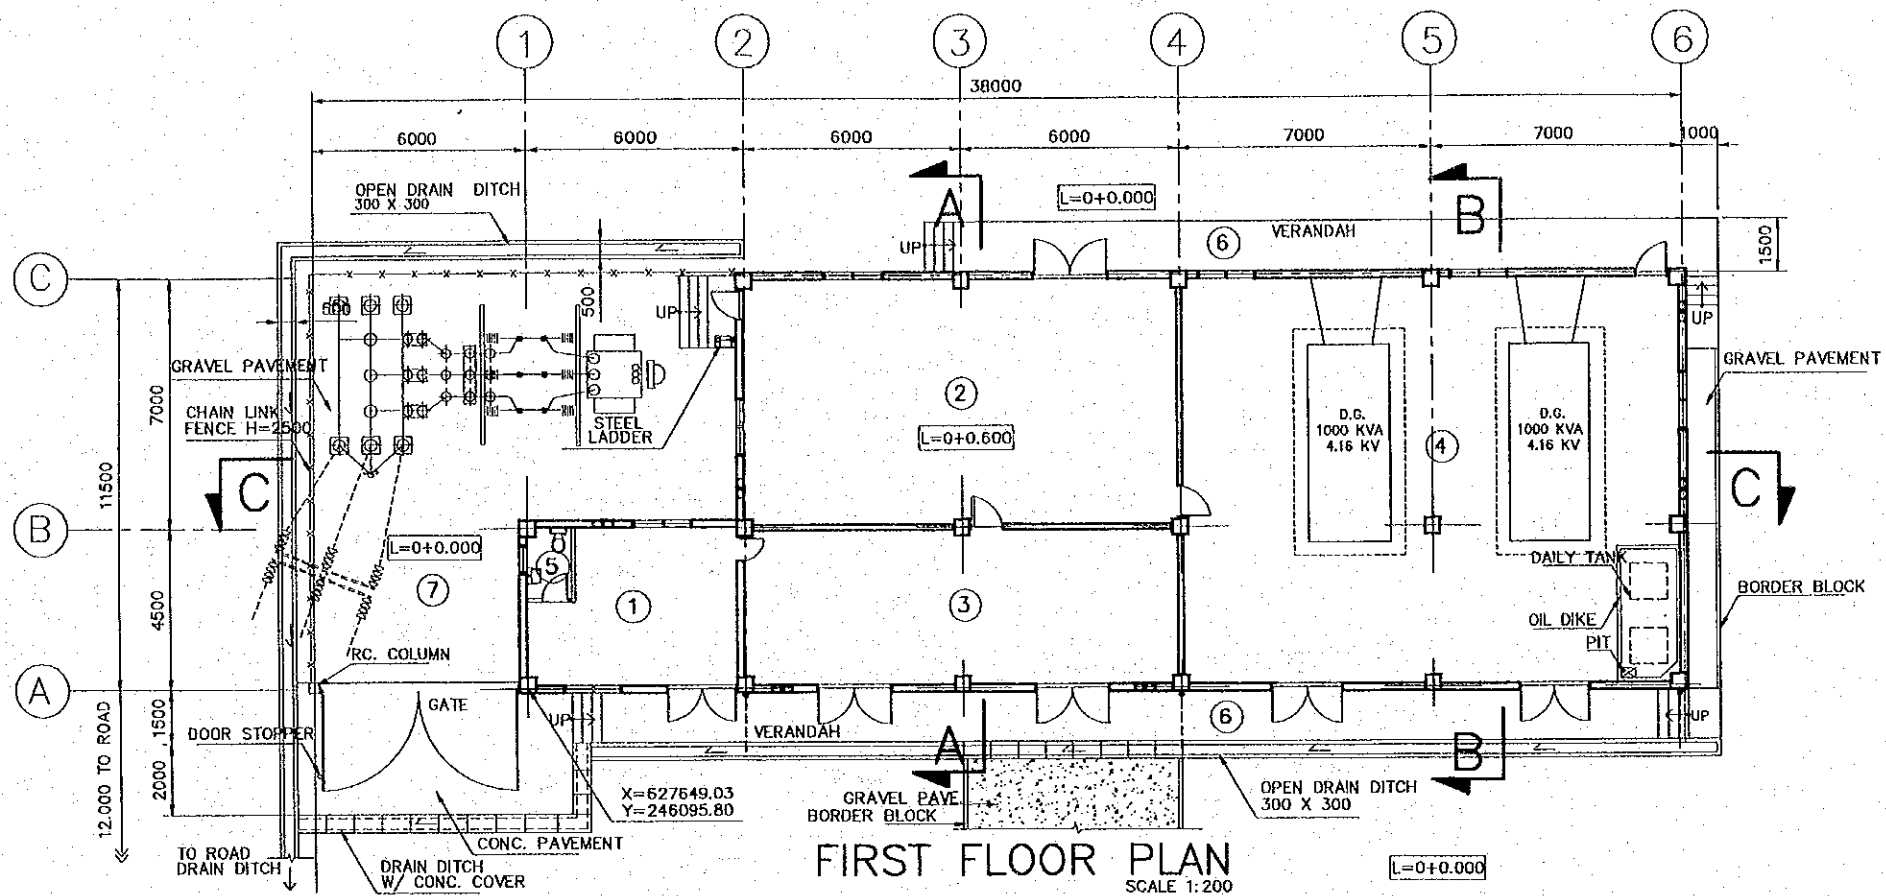 1
2
3
4
5
6
38000
6000
6000
6000
6000
7000
7000
1000
OPEN DRAIN DITCH
300 X 300
A
L=0+0.000
B
UP
6
VERANDAH
1500
C
500
500
UP
UP
GRAVEL PAVEMENT
GRAVEL PAVEMENT
CHAIN LINK
FENCE H=2500
STEEL
LADDER
2
L=0+0.600
D.G.
1000 KVA
4.16 KV
4
D.G.
1000 KVA
4.16 KV
7000
11500
C
C
B
L=0+0.000
7
5
1
3
DAILY TANK
OIL DIKE
PIT
BORDER BLOCK
4500
RC. COLUMN
A
GATE
UP
VERANDAH
6
UP
DOOR STOPPER
1500
2000
12.000 TO ROAD
A
B
X=627649.03
Y=246095.80
GRAVEL PAVE
BORDER BLOCK
OPEN DRAIN DITCH
300 X 300
CONC. PAVEMENT
TO ROAD
DRAIN DITCH
DRAIN DITCH
W/ CONC. COVER
FIRST FLOOR PLAN
SCALE 1:200
L=0+0.000